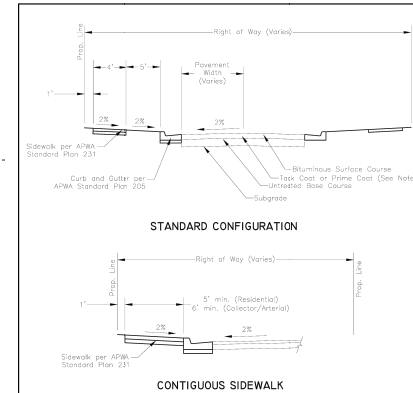 Right of Way (Varies)
Prop. Line
Prop. Line
4'
5'
Pavement
Width
(Varies)
1'
2%
2%
2%
Sidewalk per APWA
Standard Plan 231
Curb and Gutter per
APWA Standard Plan 205
Bituminous Surface Course
Tack Coat or Prime Coat (See Note
Untreated Base Course
Subgrade
STANDARD CONFIGURATION
Right of Way (Varies)
Prop. Line
Prop. Line
1'
5' min. (Residential)
6' min. (Collector/Arterial)
2%
2%
Sidewalk per APWA
Standard Plan 231
CONTIGUOUS SIDEWALK